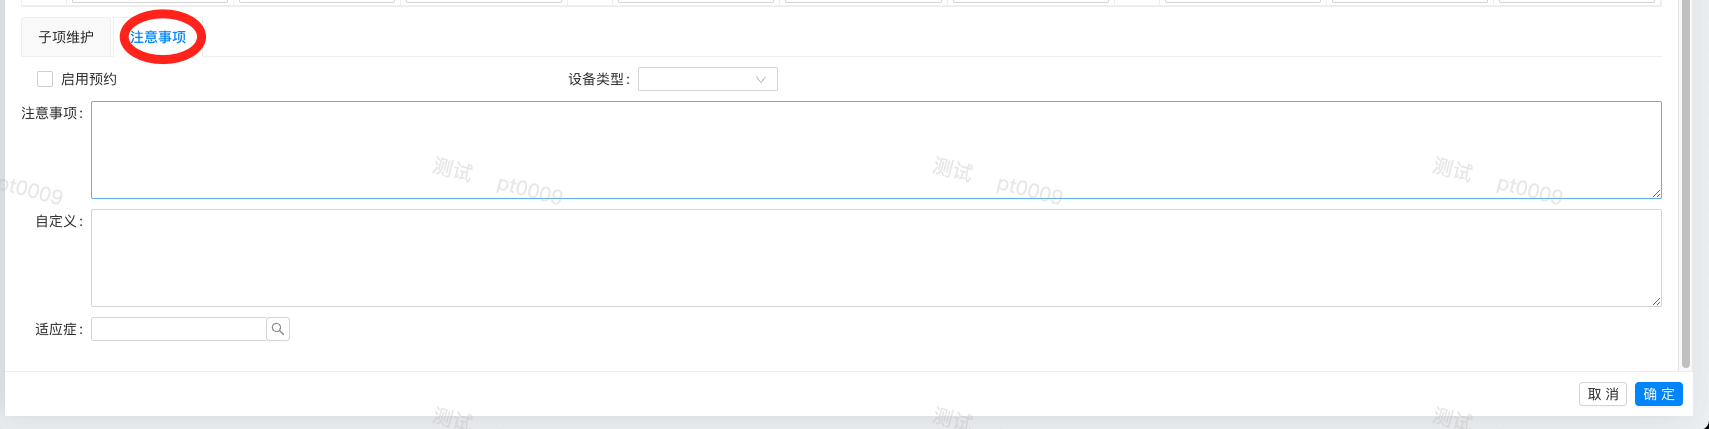 子项维护 注意事项
启用预约 设备类型：
注意事项：
测试 测试 测试
pt0009 pt0009 pt0009 pt0009
自定义：
适应症：
取 消 确 定
测试 测试 测试